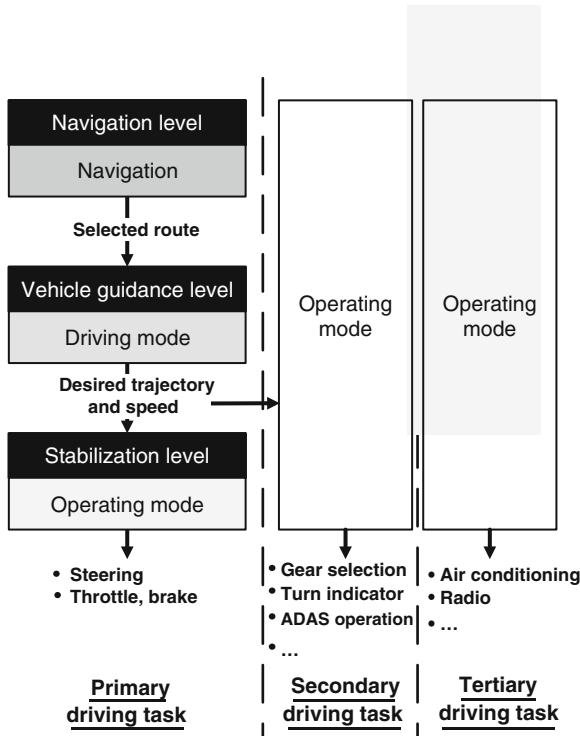 Navigation level
Navigation
Selected route
Vehicle guidance level
Driving mode
Desired trajectory
and speed
Stabilization level
Operating mode
• Steering
• Throttle, brake
Primary
driving task
Operating
mode
• Gear selection
• Turn indicator
• ADAS operation
• ...
Secondary
driving task
Operating
mode
• Air conditioning
• Radio
• ...
Tertiary
driving task